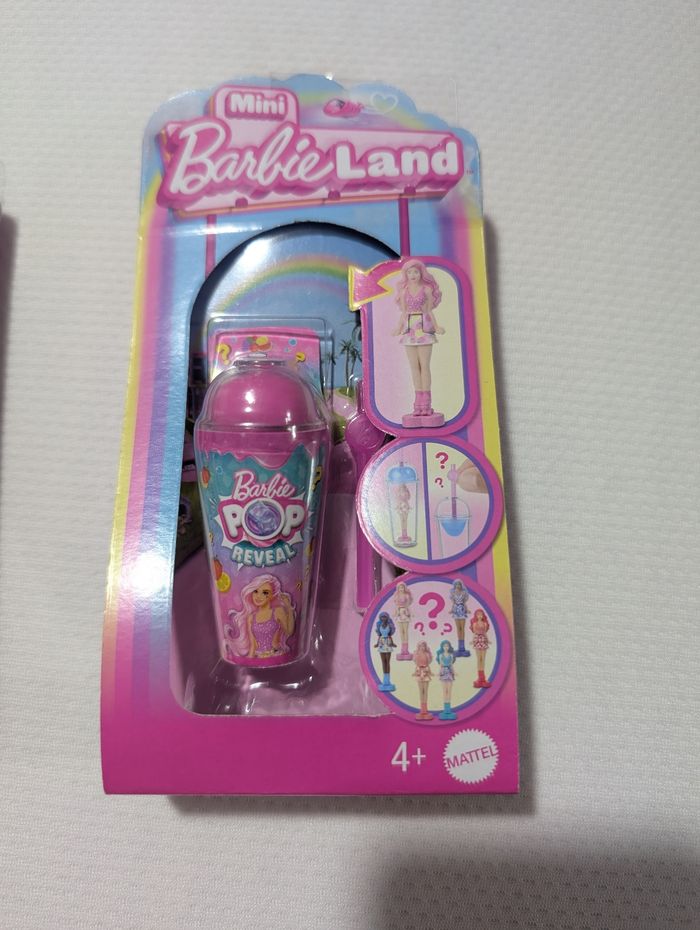 Mini
Barbie Land
Barbie
POP
REVEAL
?
? ?
?
? ? ?
4+
MATTEL